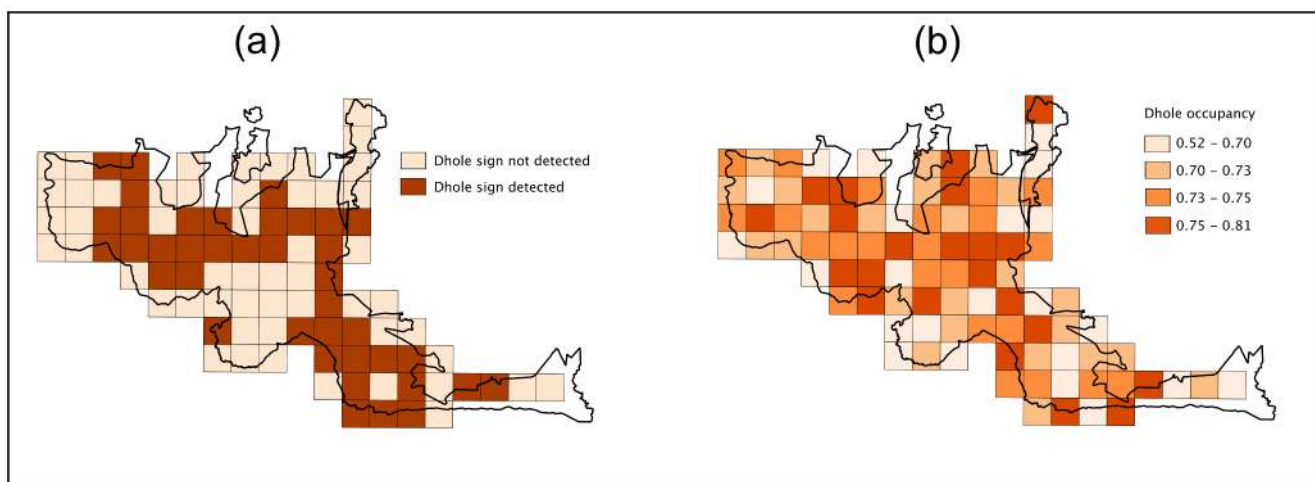 (a)
Dhole sign not detected
Dhole sign detected
(b)
Dhole occupancy
0.52 – 0.70
0.70 – 0.73
0.73 – 0.75
0.75 – 0.81